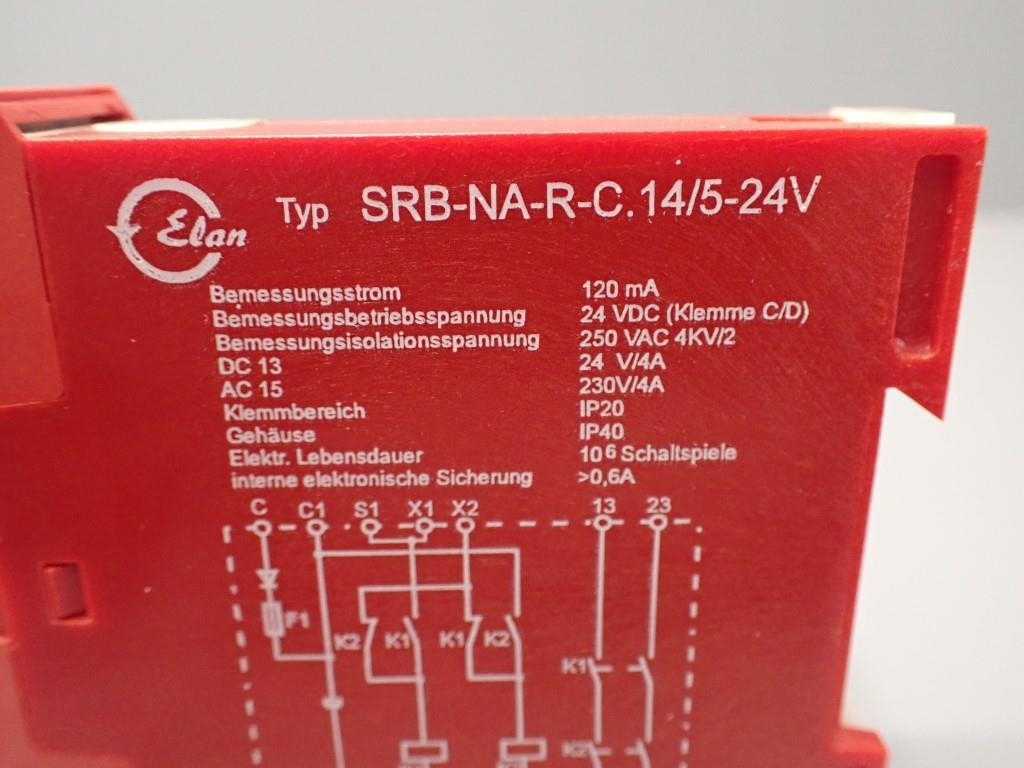 Elan Typ SRB-NA-R-C.14/5-24V
Bemessungsstrom 120 mA
Bemessungsbetriebsspannung 24 VDC (Klemme C/D)
Bemessungsisolationsspannung 250 VAC 4KV/2
DC 13 24 V/4A
AC 15 230V/4A
Klemmbereich IP20
Gehäuse IP40
Elektr. Lebensdauer 10⁶ Schaltspiele
interne elektronische Sicherung >0,6A
C C1 S1 X1 X2 13 23
F1
K2 K1 K1 K2
K1
K2